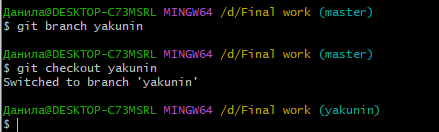 Данила@DESKTOP-C73MSRL MINGW64 /d/Final work (master)
$ git branch yakunin
Данила@DESKTOP-C73MSRL MINGW64 /d/Final work (master)
$ git checkout yakunin
Switched to branch 'yakunin'
Данила@DESKTOP-C73MSRL MINGW64 /d/Final work (yakunin)
$